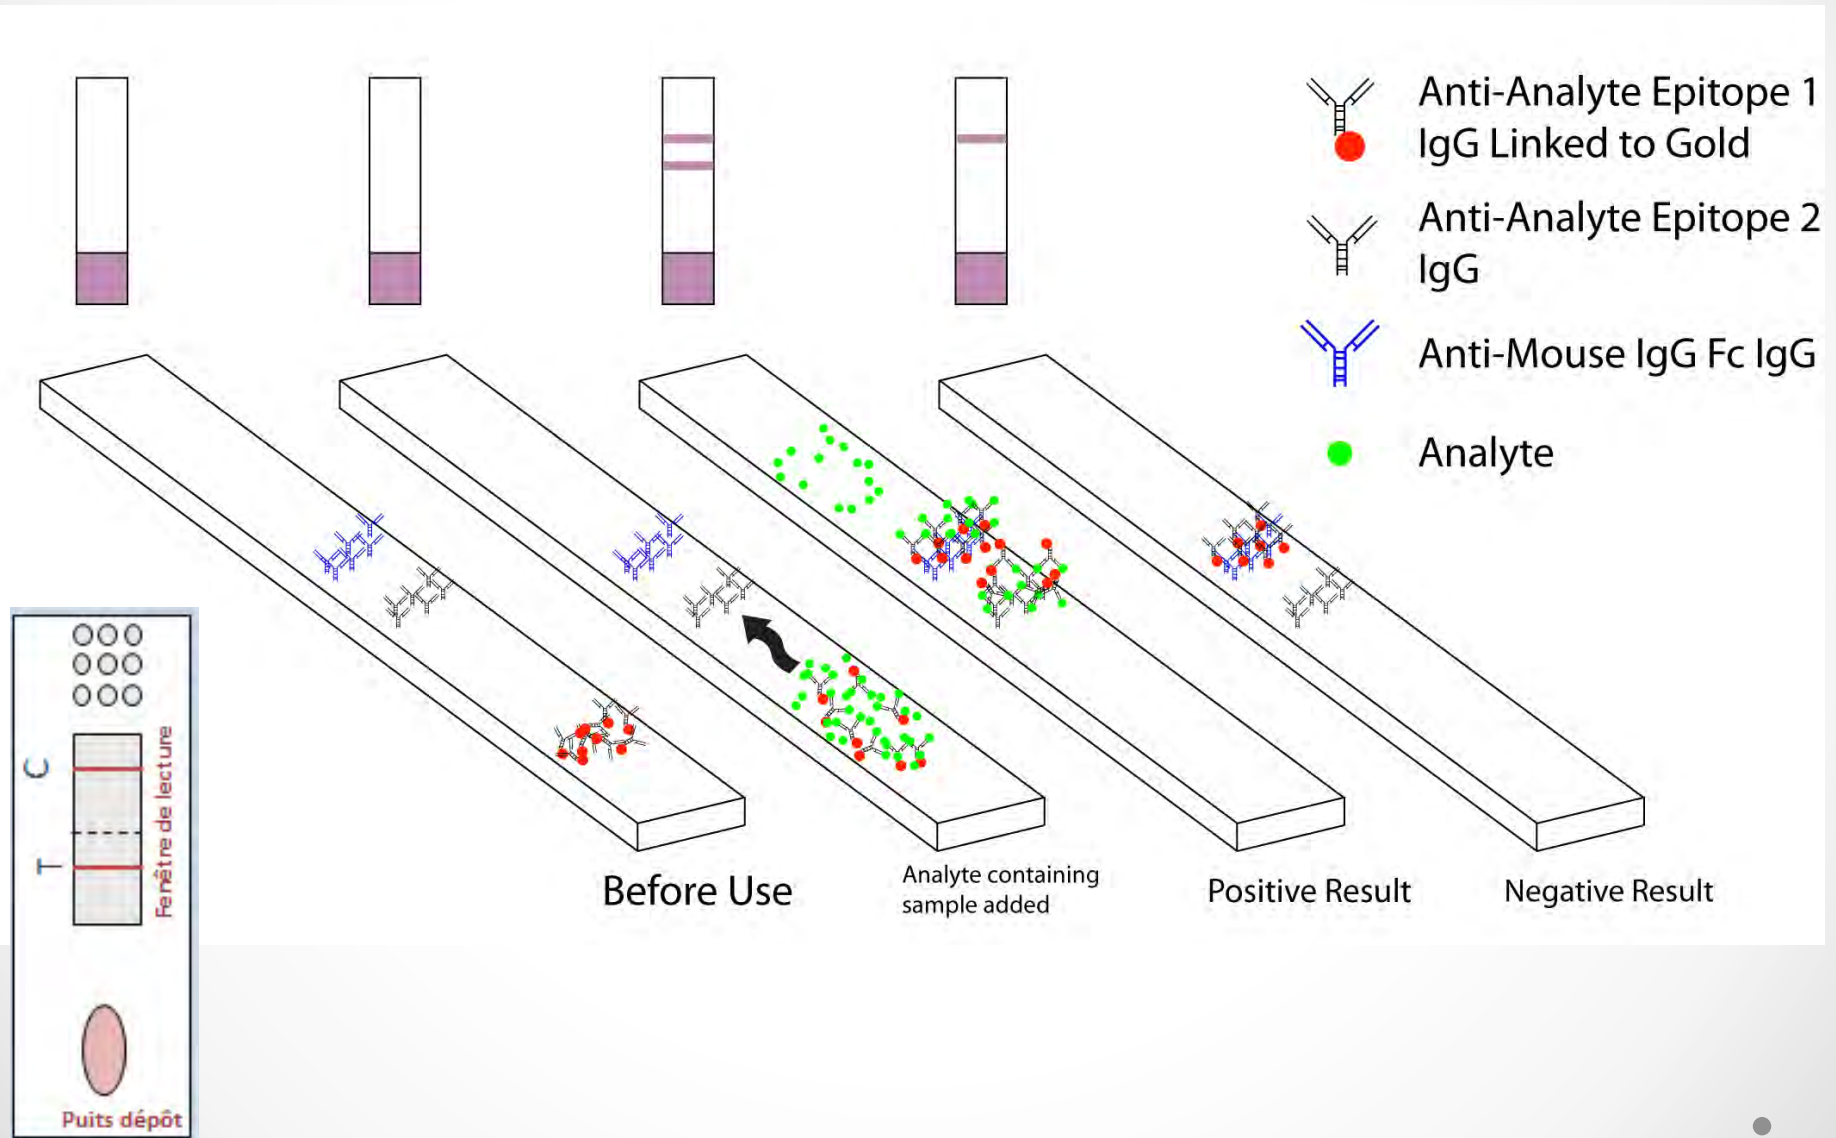 Anti-Analyte Epitope 1
IgG Linked to Gold
Anti-Analyte Epitope 2
IgG
Anti-Mouse IgG Fc IgG
Analyte
Before Use
Analyte containing
sample added
Positive Result
Negative Result
C
T
Fenêtre de lecture
Puits dépôt